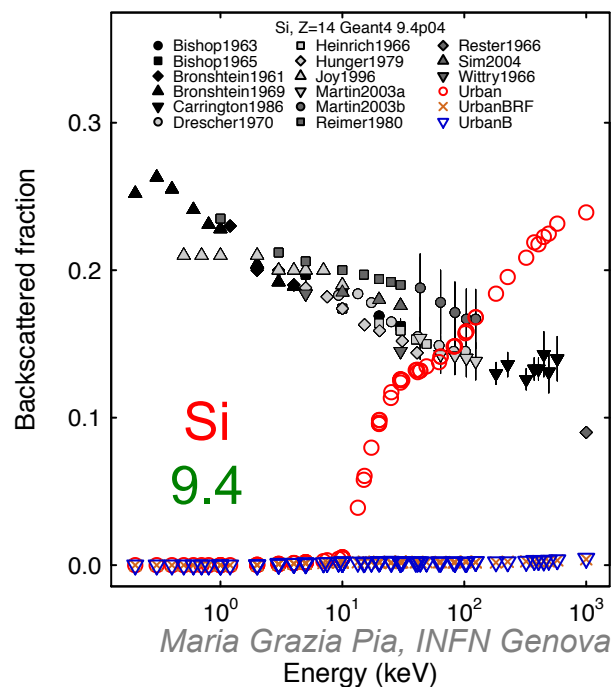 Si, Z=14 Geant4 9.4p04
Bishop1963 Heinrich1966 Rester1966
Bishop1965 Hunger1979 Sim2004
Bronshtein1961 Joy1996 Wittry1966
Bronshtein1969 Martin2003a Urban
Carrington1986 Martin2003b UrbanBRF
Drescher1970 Reimer1980 UrbanB
0.3
0.2
0.1
0.0
Backscattered fraction
Si
9.4
10⁰ 10¹ 10² 10³
Maria Grazia Pia, INFN Genova
Energy (keV)